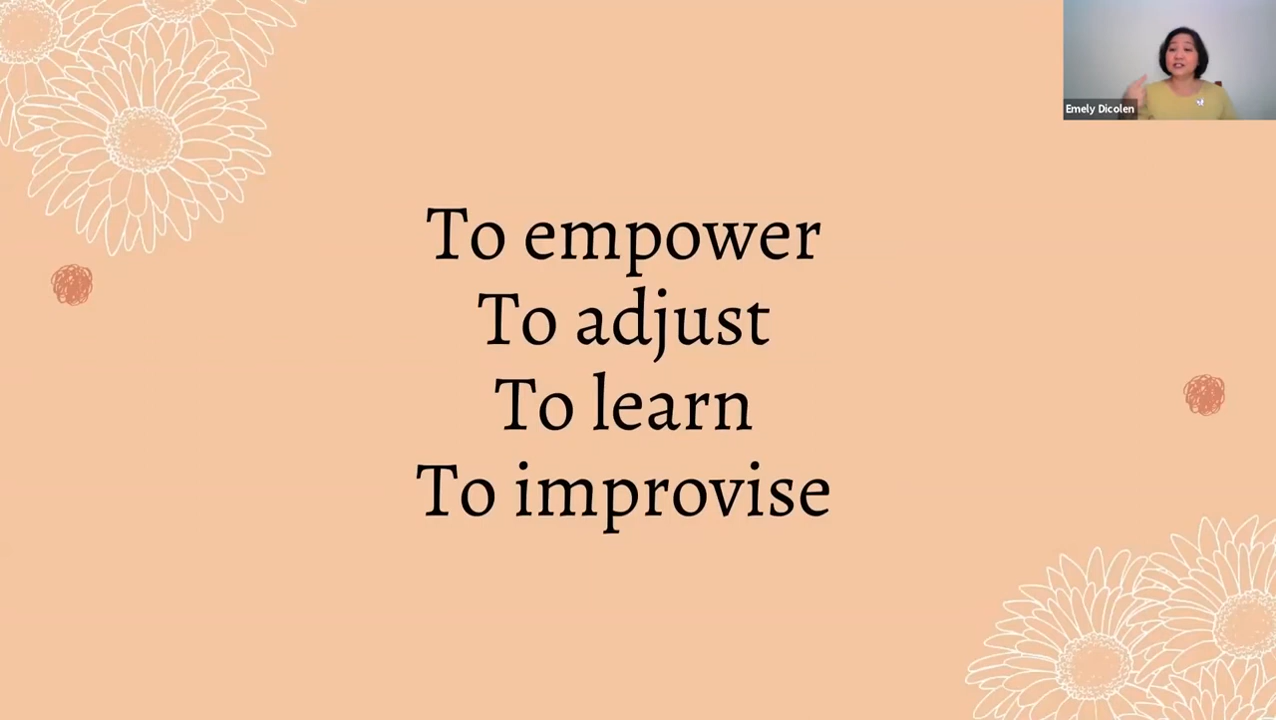 Emely Dicolen
To empower
To adjust
To learn
To improvise